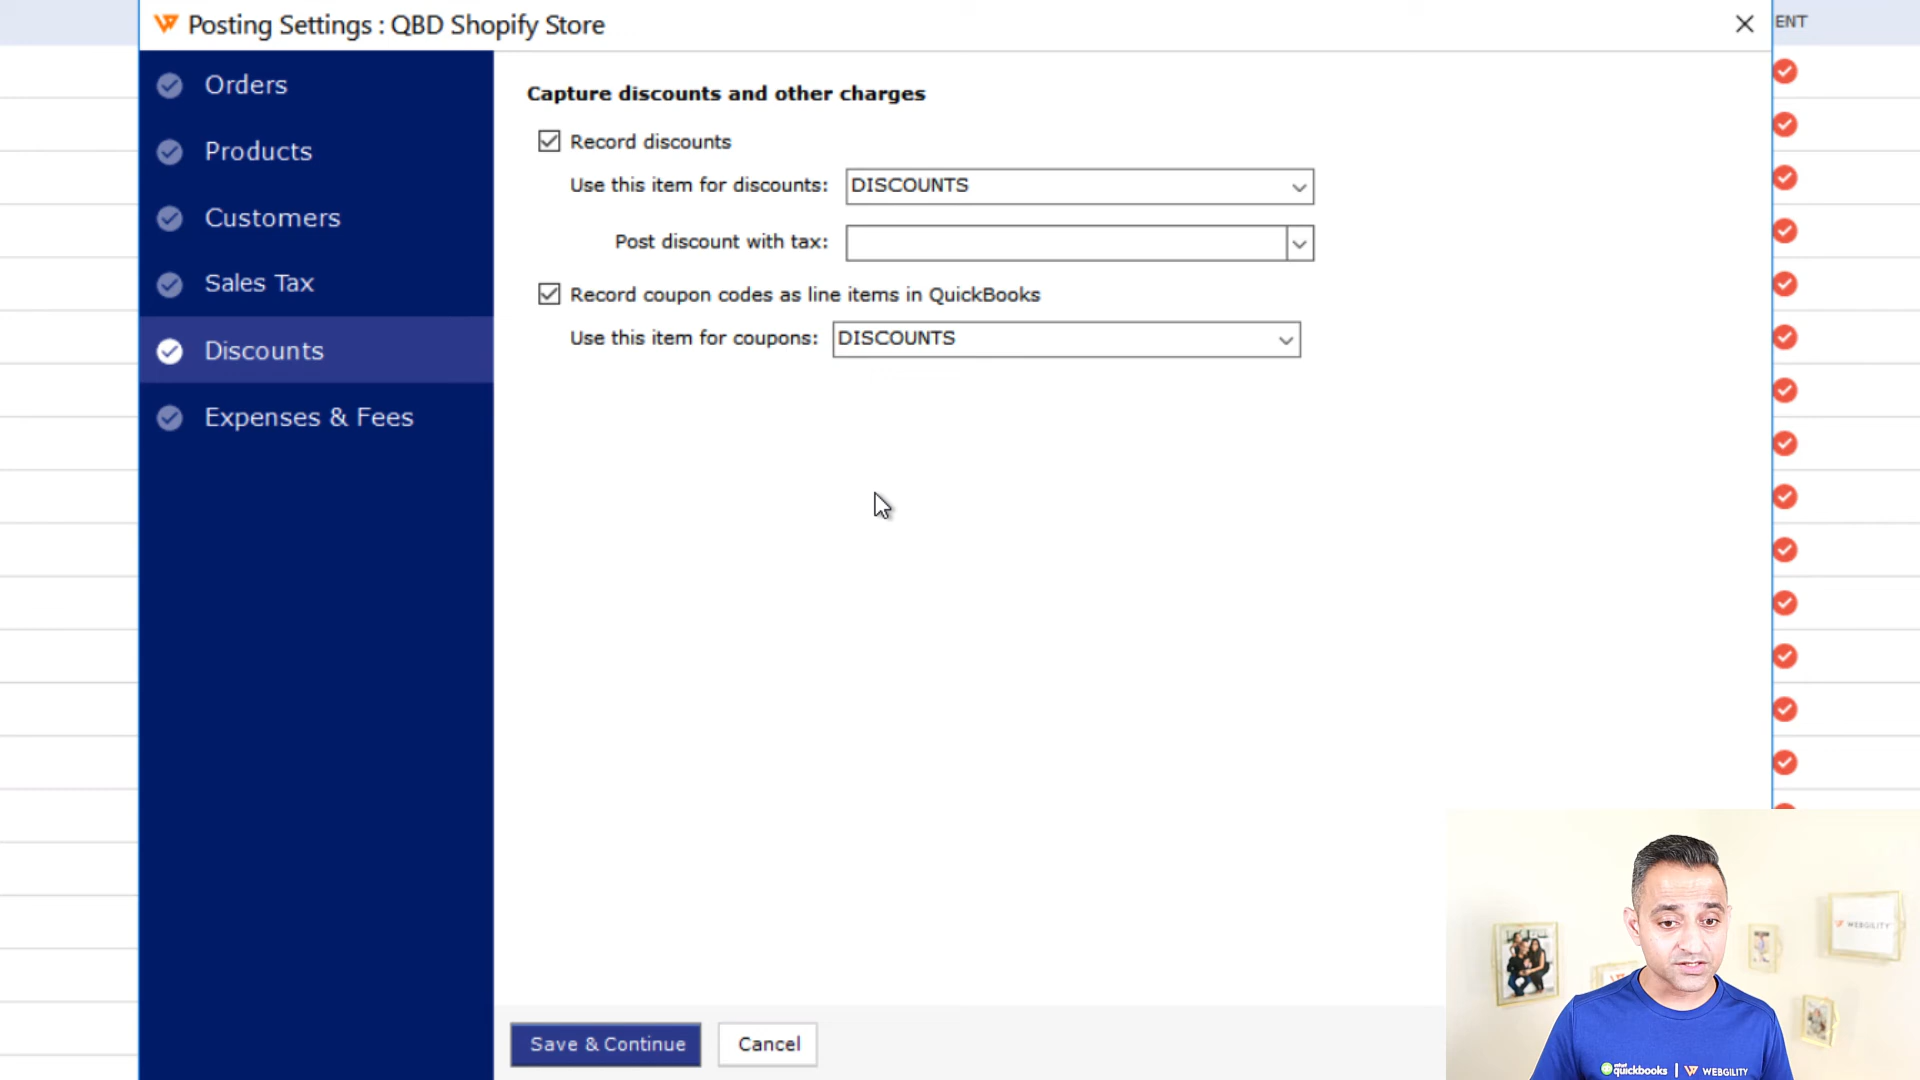 Posting Settings : QBD Shopify Store
ENT
Orders
Products
Customers
Sales Tax
Discounts
Expenses & Fees
Capture discounts and other charges
Record discounts
Use this item for discounts: DISCOUNTS
Post discount with tax:
Record coupon codes as line items in QuickBooks
Use this item for coupons: DISCOUNTS
Save & Continue
Cancel
WEBGILITY
quickbooks | WEBGILITY